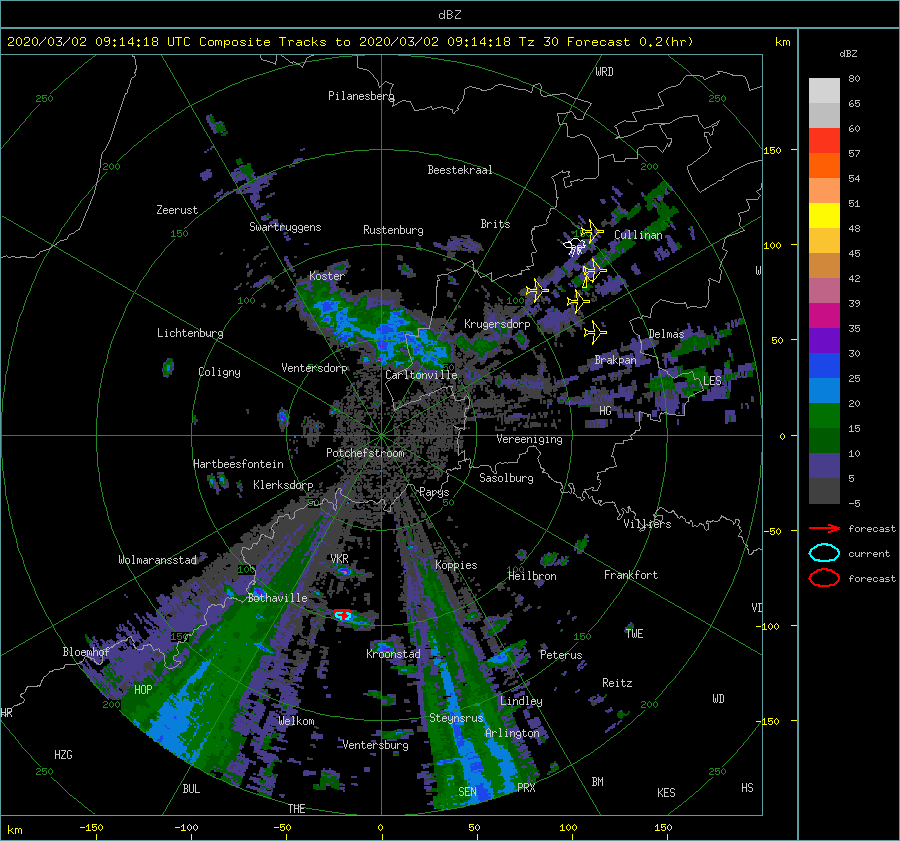 dBZ
2020/03/02 09:14:18 UTC Composite Tracks to 2020/03/02 09:14:18 Tz 30 Forecast 0.2(hr)
km
dBZ
WRD
80
Pilanesberg
250
250
65
60
150
57
200
Beestekraal
200
54
Zeerust
51
Swartruggens
Rustenburg
Brits
150
Cullinan
48
100
45
W
Koster
42
100
100
39
Lichtenburg
Krugersdorp
Delmas
35
50
30
Coligny
Ventersdorp
Carltonville
Brakpan
LES
25
HG
20
0
15
Vereeniging
Potchefstroom
10
Hartbeesfontein
Klerksdorp
Sasolburg
5
Parys
50
50
-5
Villiers
-50
forecast
Wolmaransstad
VKR
Koppies
current
100
100
Heilbron
Frankfort
forecast
Bothaville
VD
-100
150
150
TWE
Bloemhof
Kroonstad
Peterus
HOP
Reitz
200
Lindley
200
WD
HR
Welkom
Steynsrus
-150
Arlington
Ventersburg
HZG
250
250
BUL
SEN
PRX
BM
KES
HS
THE
km
-150
-100
-50
0
50
100
150